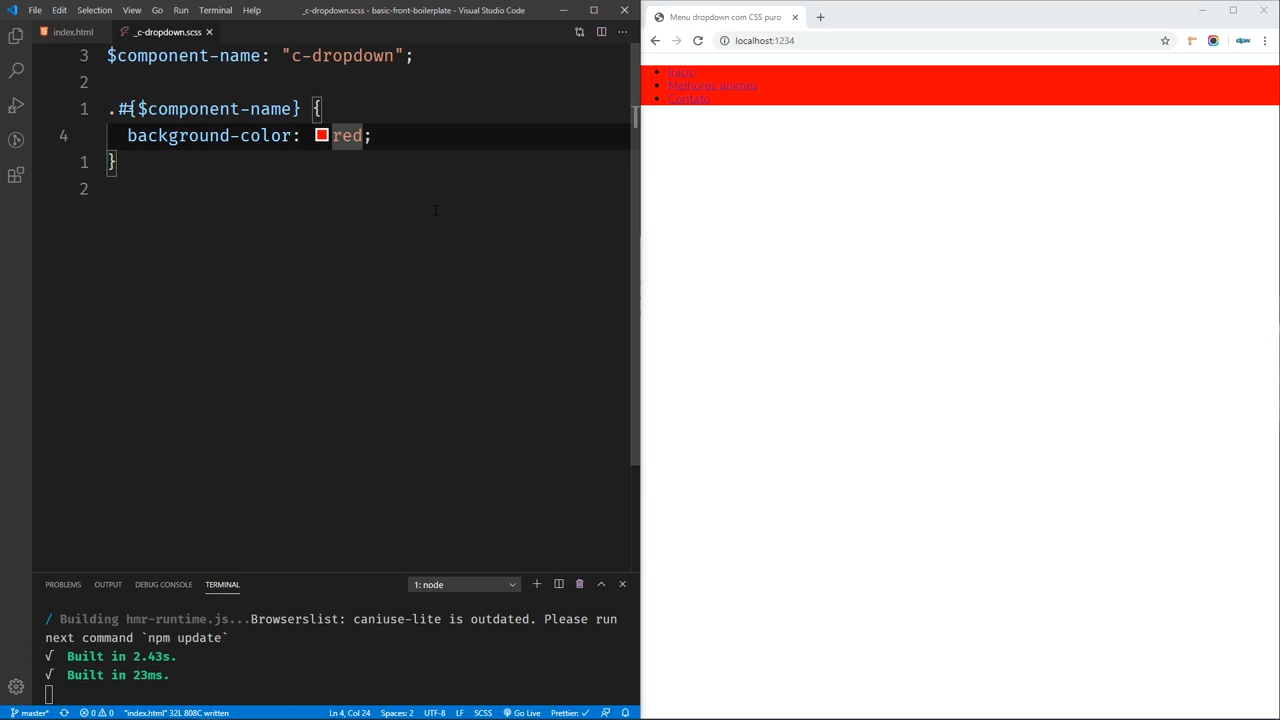 File Edit Selection View Go Run Terminal Help _c-dropdown.scss - basic-front-boilerplate - Visual Studio Code
index.html _c-dropdown.scss
3 $component-name: "c-dropdown";
2
1 .#{$component-name} {
4 background-color: red;
1 }
2
PROBLEMS OUTPUT DEBUG CONSOLE TERMINAL 1: node
/ Building hmr-runtime.js...Browserslist: caniuse-lite is outdated. Please run
next command `npm update`
√ Built in 2.43s.
√ Built in 23ms.
master* 0 0 "index.html" 32L 808C written Ln 4, Col 24 Spaces: 2 UTF-8 LF SCSS Go Live Prettier: ✓
Menu dropdown com CSS puro
localhost:1234 dpw
Início
Melhores animes
Contato